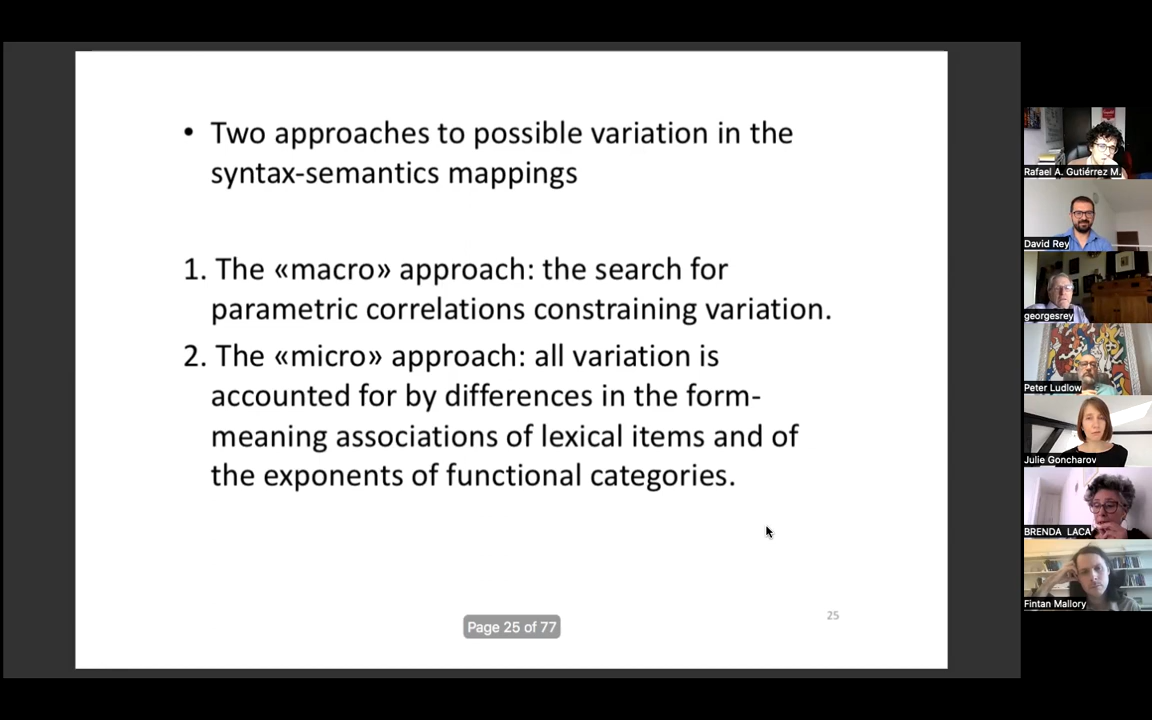 • Two approaches to possible variation in the
syntax-semantics mappings
1. The «macro» approach: the search for
parametric correlations constraining variation.
2. The «micro» approach: all variation is
accounted for by differences in the form-
meaning associations of lexical items and of
the exponents of functional categories.
25
Page 25 of 77
Rafael A. Gutiérrez M.
David Rey
georgesrey
Peter Ludlow
Julie Goncharov
BRENDA LACA
Fintan Mallory